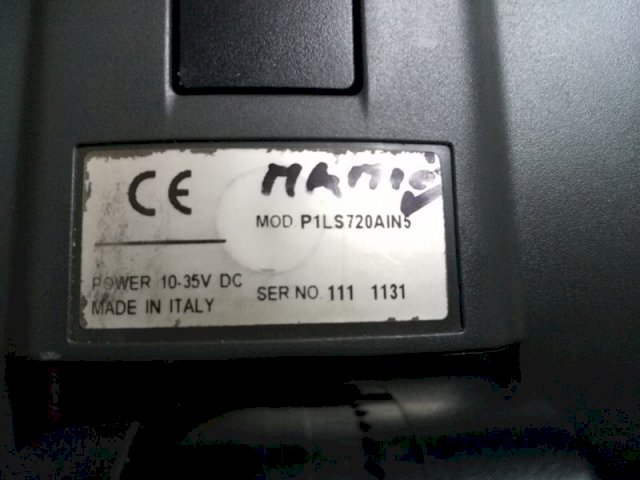 CE
MOD P1LS720AIN5
POWER 10-35V DC
MADE IN ITALY
SER NO. 111 1131